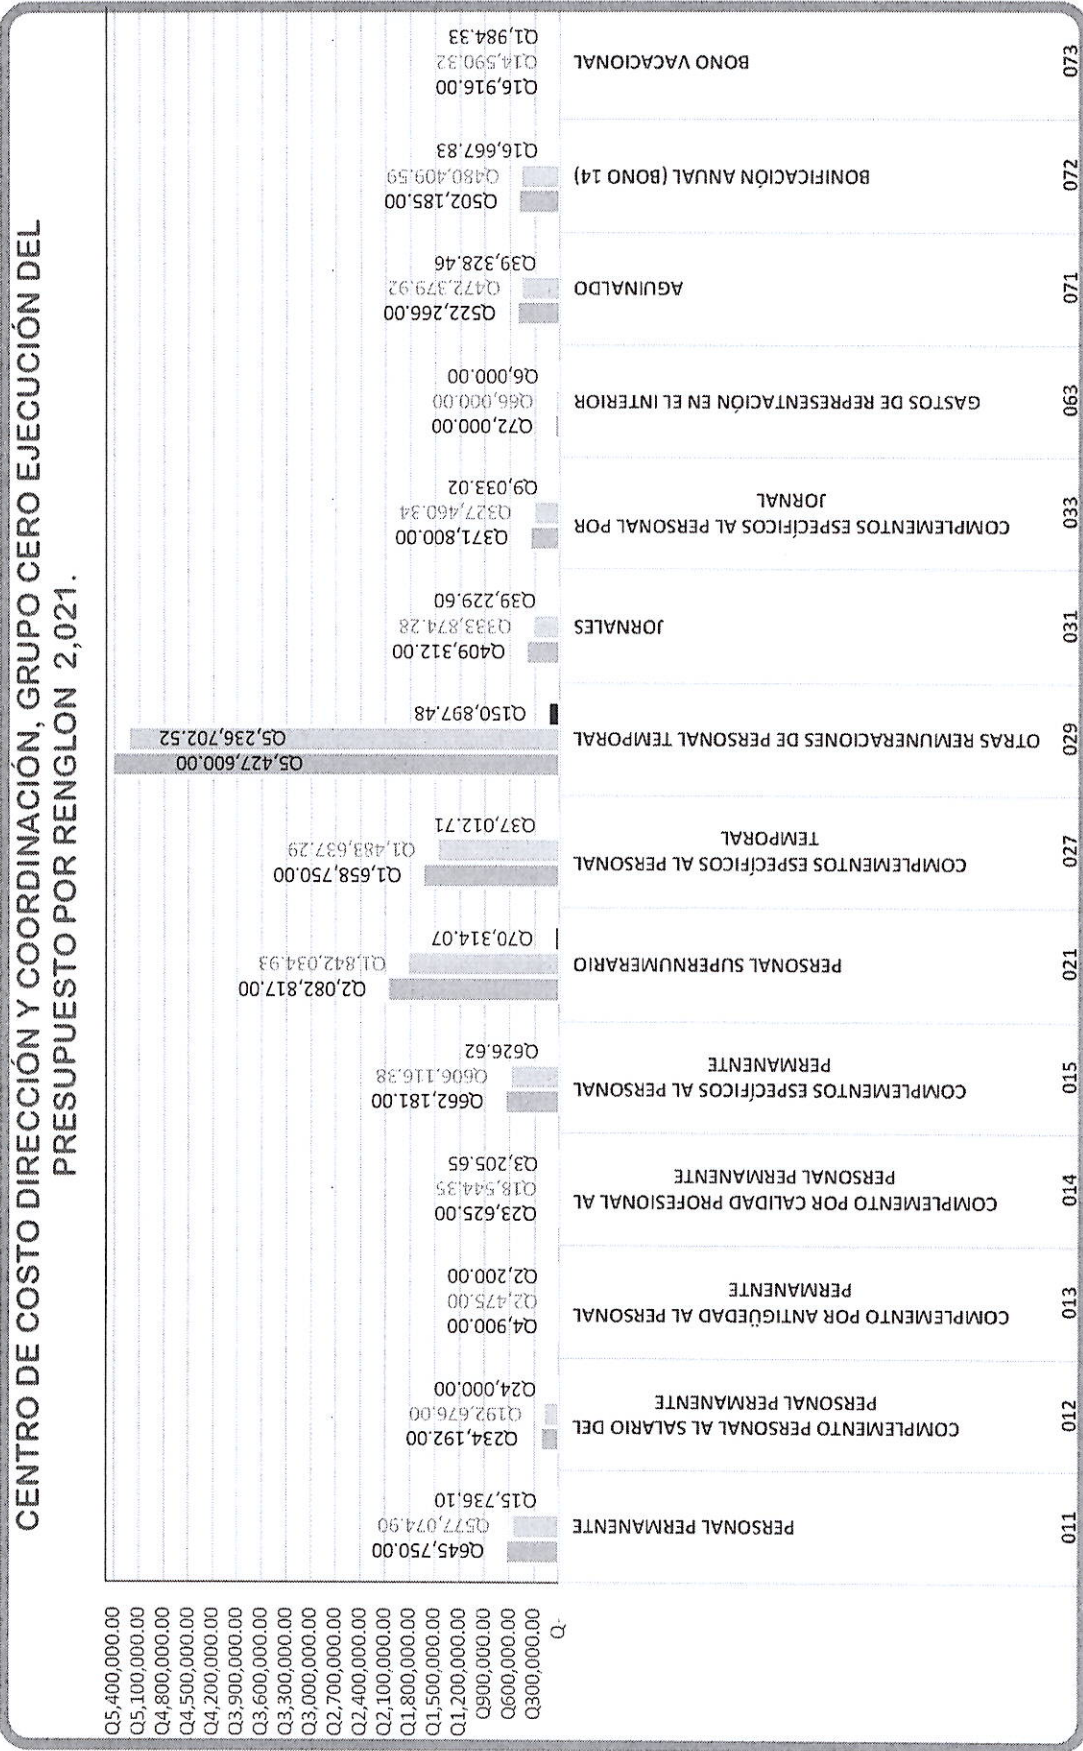 CENTRO DE COSTO DIRECCIÓN Y COORDINACIÓN, GRUPO CERO EJECUCIÓN DEL
PRESUPUESTO POR RENGLON 2,021.
Q5,400,000.00
Q5,100,000.00
Q4,800,000.00
Q4,500,000.00
Q4,200,000.00
Q3,900,000.00
Q3,600,000.00
Q3,300,000.00
Q3,000,000.00
Q2,700,000.00
Q2,400,000.00
Q2,100,000.00
Q1,800,000.00
Q1,500,000.00
Q1,200,000.00
Q900,000.00
Q600,000.00
Q300,000.00
Q-
Q645,750.00
Q577,074.90
Q15,736.10
PERSONAL PERMANENTE
011
Q234,192.00
Q192,676.00
Q24,000.00
COMPLEMENTO PERSONAL AL SALARIO DEL
PERSONAL PERMANENTE
012
Q4,900.00
Q2,475.00
Q2,200.00
COMPLEMENTO POR ANTIGÜEDAD AL PERSONAL
PERMANENTE
013
Q23,625.00
Q18,544.35
Q3,205.65
COMPLEMENTO POR CALIDAD PROFESIONAL AL
PERSONAL PERMANENTE
014
Q662,181.00
Q606,116.38
Q626.62
COMPLEMENTOS ESPECÍFICOS AL PERSONAL
PERMANENTE
015
Q2,082,817.00
Q1,842,034.93
Q70,314.07
PERSONAL SUPERNUMERARIO
021
Q1,658,750.00
Q1,483,637.29
Q37,012.71
COMPLEMENTOS ESPECÍFICOS AL PERSONAL
TEMPORAL
027
Q5,427,600.00
Q5,236,702.52
Q150,897.48
OTRAS REMUNERACIONES DE PERSONAL TEMPORAL
029
Q409,312.00
Q333,874.28
Q39,229.60
JORNALES
031
Q371,800.00
Q327,460.34
Q9,033.02
COMPLEMENTOS ESPECÍFICOS AL PERSONAL POR
JORNAL
033
Q72,000.00
Q66,000.00
Q6,000.00
GASTOS DE REPRESENTACIÓN EN EL INTERIOR
063
Q522,266.00
Q472,379.92
Q39,328.46
AGUINALDO
071
Q502,185.00
Q480,409.59
Q16,667.83
BONIFICACIÓN ANUAL (BONO 14)
072
Q16,916.00
Q14,590.32
Q1,984.33
BONO VACACIONAL
073